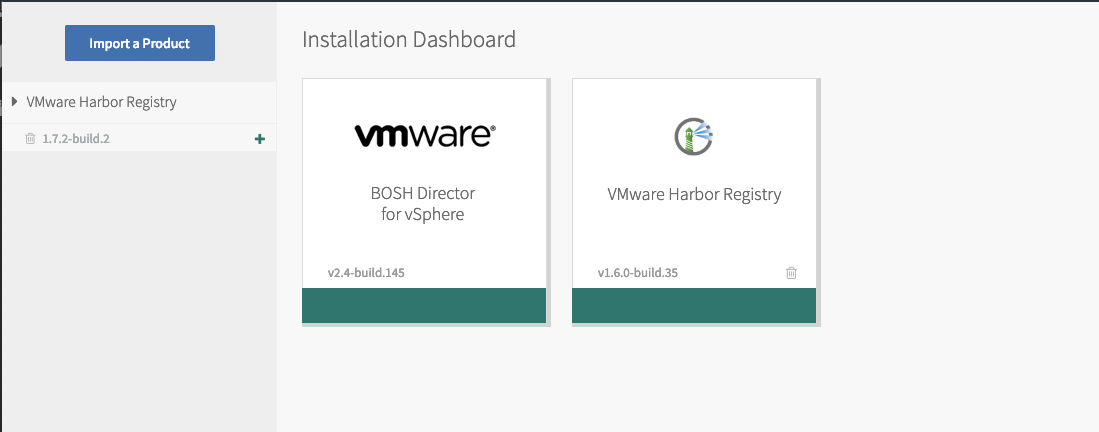 Import a Product
VMware Harbor Registry
1.7.2-build.2
Installation Dashboard
vmware®
BOSH Director
for vSphere
v2.4-build.145
VMware Harbor Registry
v1.6.0-build.35